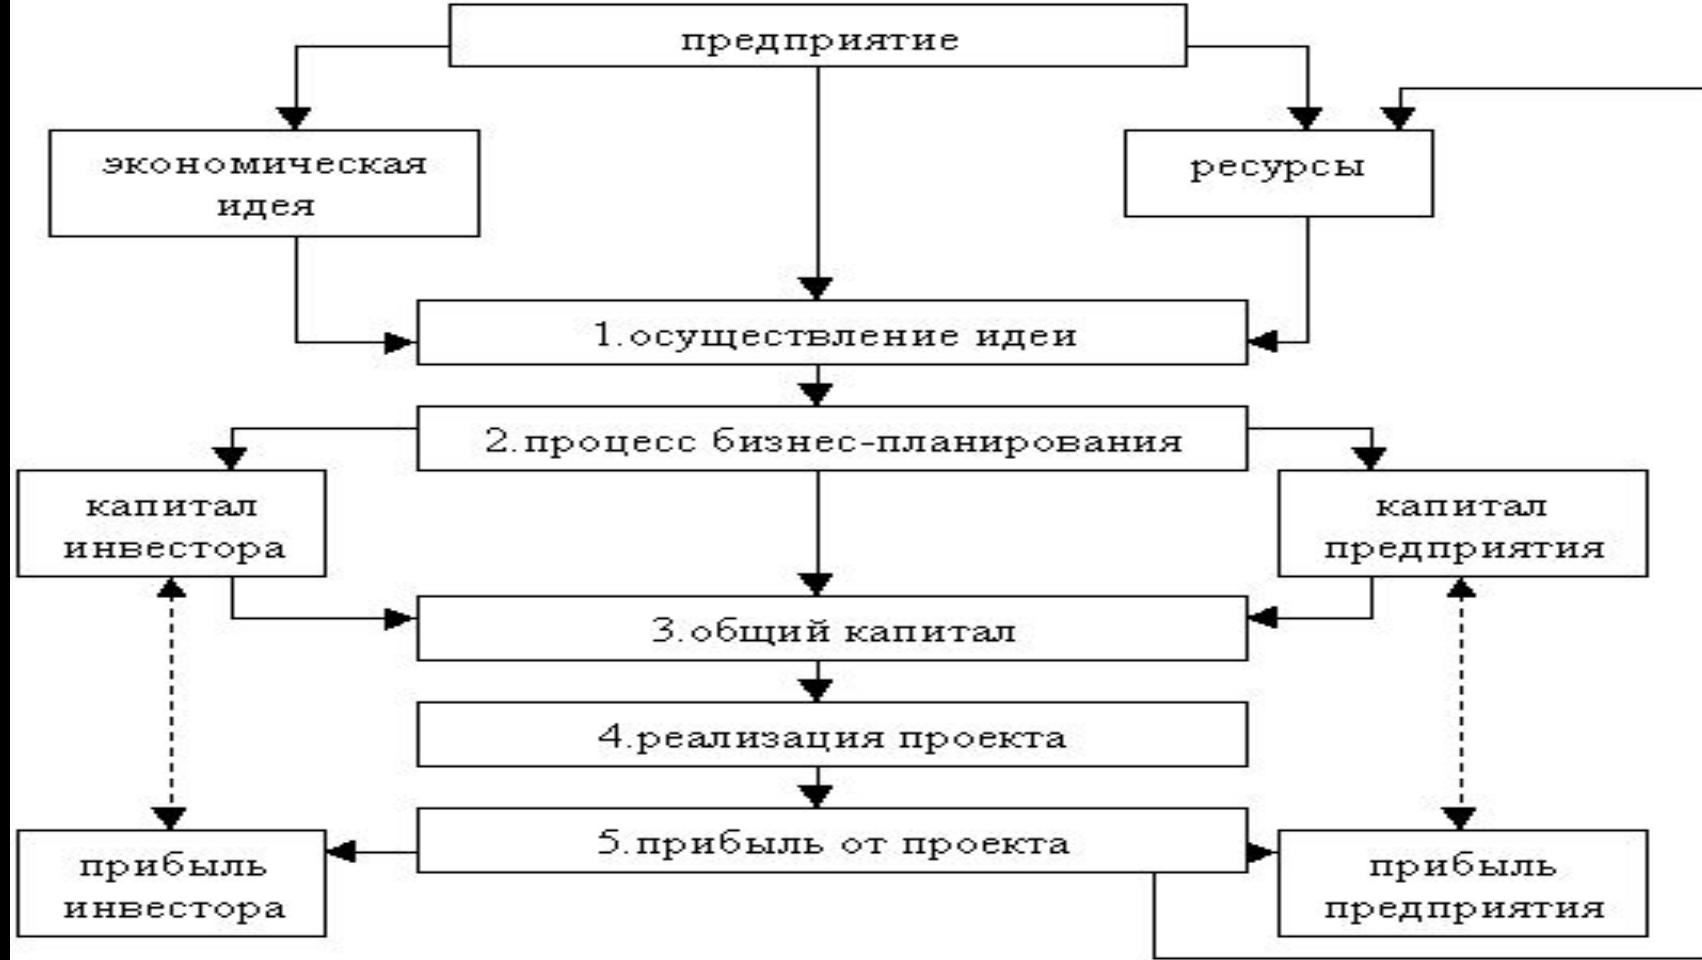 предприятие
экономическая
идея
ресурсы
1.осуществление идеи
2.процесс бизнес-планирования
капитал
инвестора
капитал
предприятия
3.общий капитал
4.реализация проекта
5.прибыль от проекта
прибыль
инвестора
прибыль
предприятия